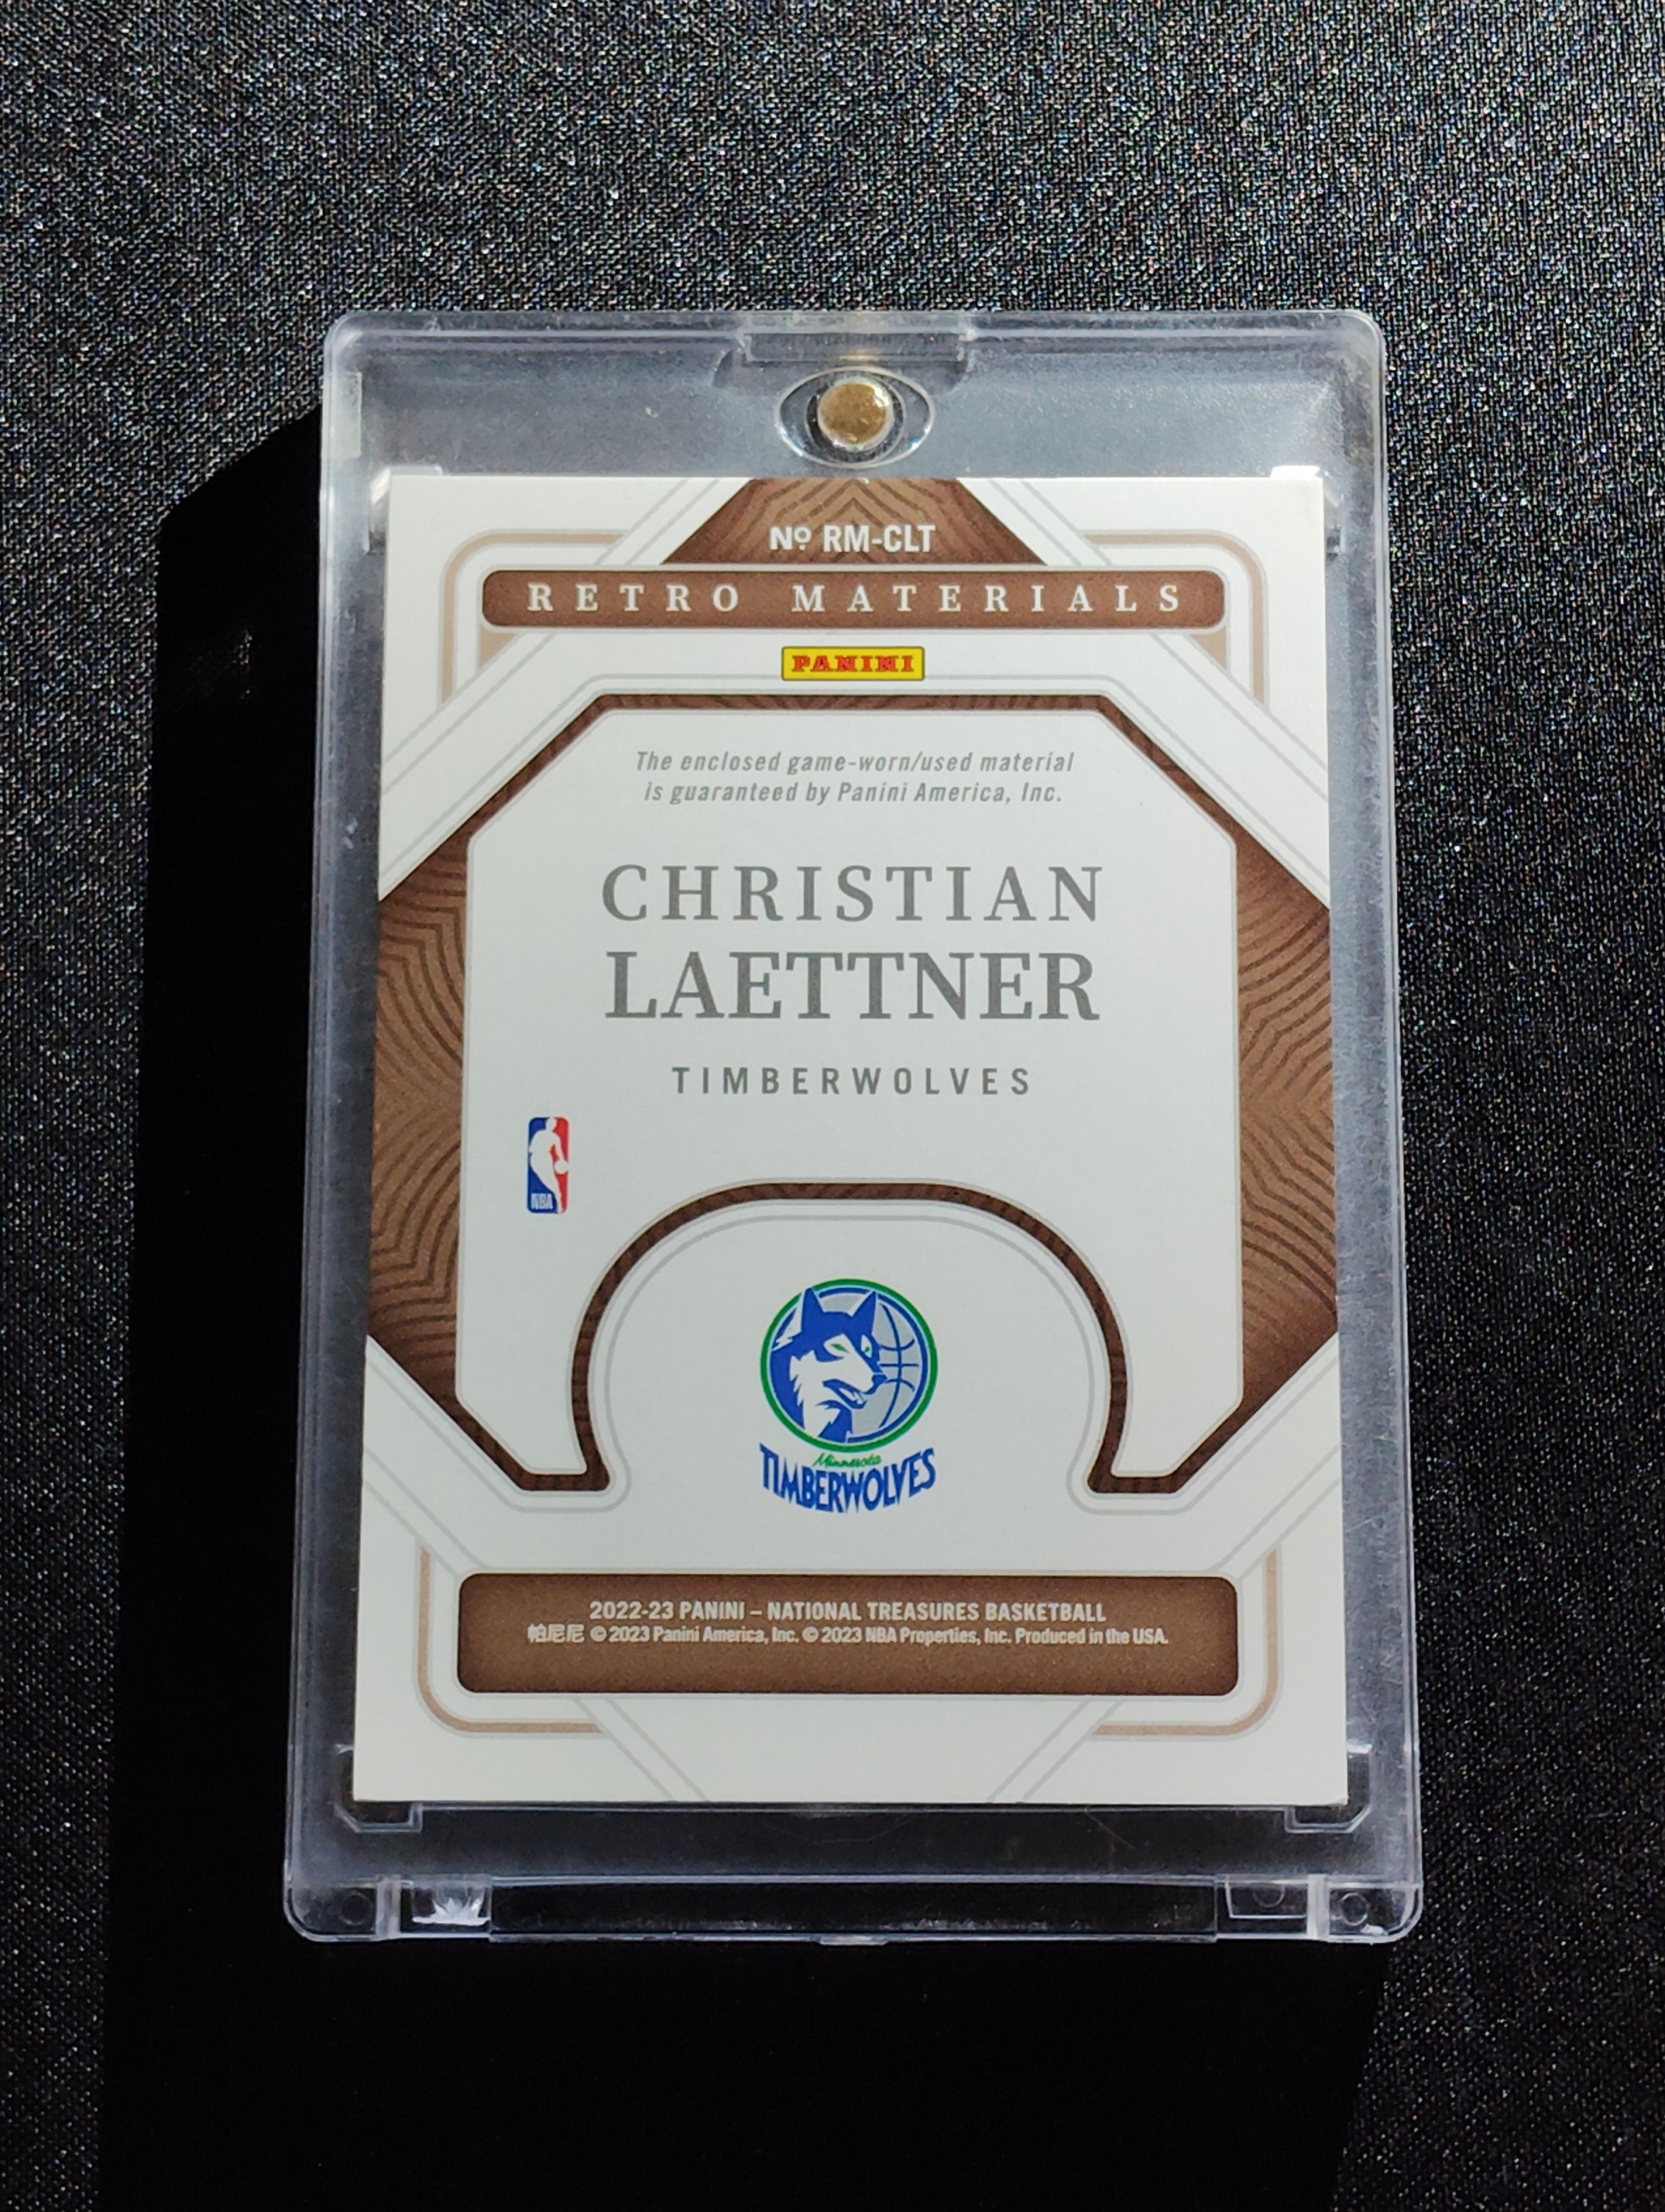 Nº RM-CLT
RETRO MATERIALS
PANINI
The enclosed game-worn/used material
is guaranteed by Panini America, Inc.
CHRISTIAN
LAETTNER
TIMBERWOLVES
NBA
Minnesota
TIMBERWOLVES
2022-23 PANINI – NATIONAL TREASURES BASKETBALL
帕尼尼 © 2023 Panini America, Inc. © 2023 NBA Properties, Inc. Produced in the USA.